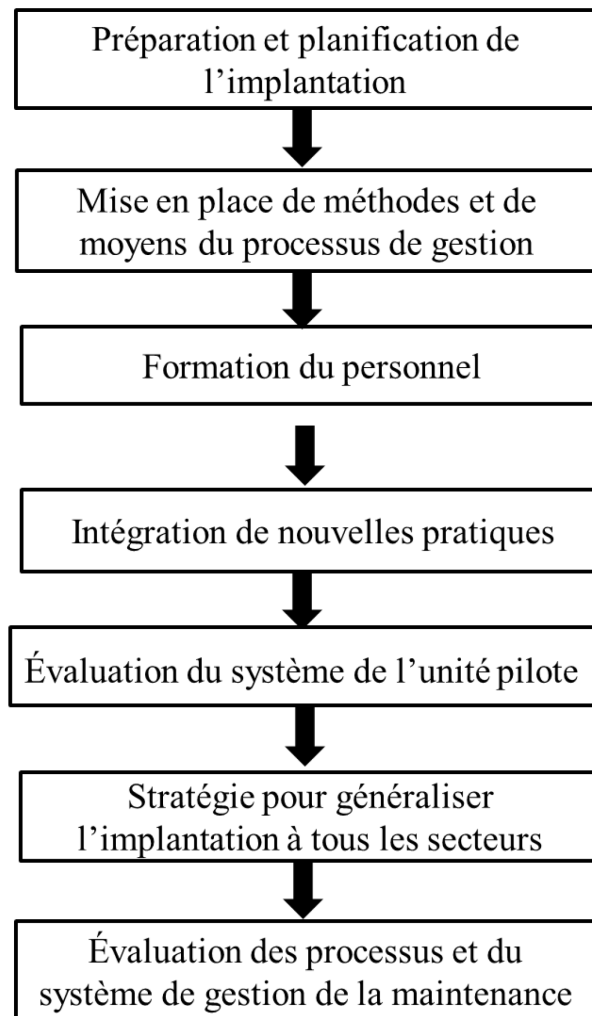 Préparation et planification de
l’implantation
Mise en place de méthodes et de
moyens du processus de gestion
Formation du personnel
Intégration de nouvelles pratiques
Évaluation du système de l’unité pilote
Stratégie pour généraliser
l’implantation à tous les secteurs
Évaluation des processus et du
système de gestion de la maintenance